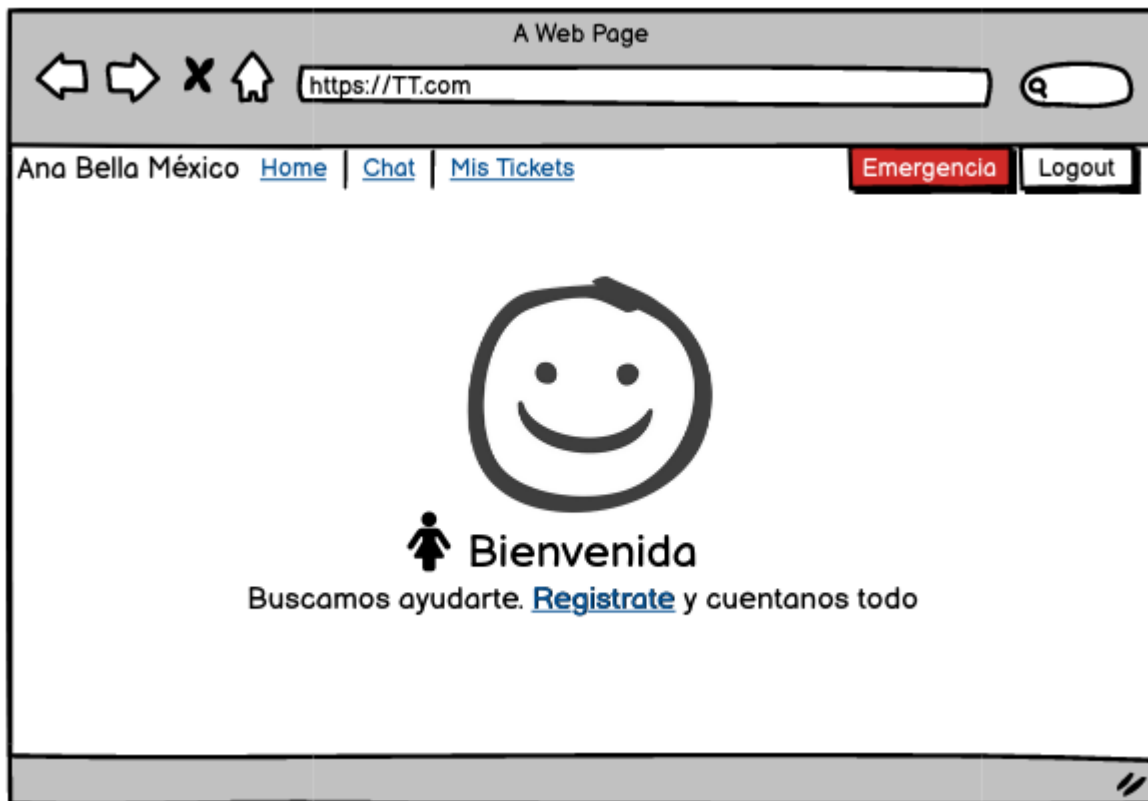 A Web Page
https://TT.com
Ana Bella México Home Chat Mis Tickets Emergencia Logout
Bienvenida
Buscamos ayudarte. Registrate y cuentanos todo